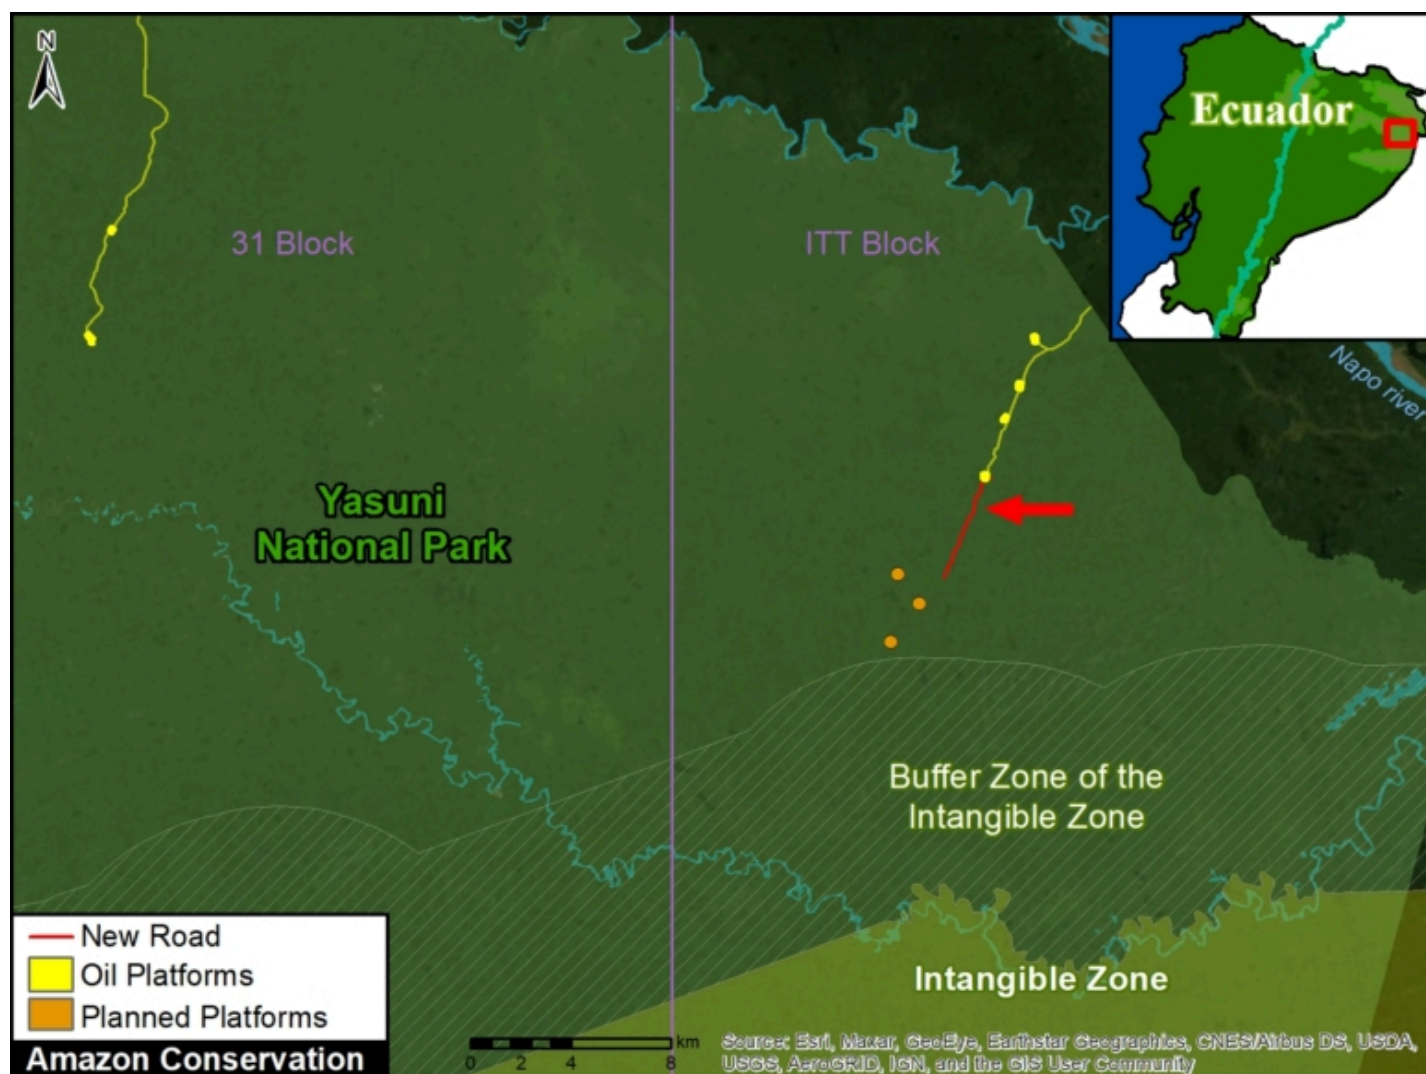 N
Ecuador
31 Block
ITT Block
Napo river
Yasuni
National Park
Buffer Zone of the
Intangible Zone
Intangible Zone
New Road
Oil Platforms
Planned Platforms
Amazon Conservation
0 2 4 8 km
Source: Esri, Maxar, GeoEye, Earthstar Geographics, CNES/Airbus DS, USDA,
USGS, AeroGRID, IGN, and the GIS User Community